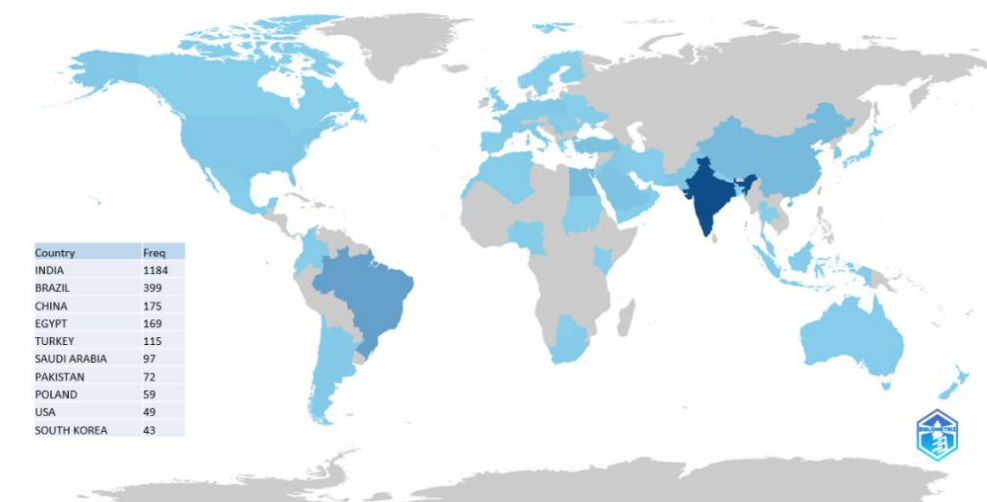 Country Freq
INDIA 1184
BRAZIL 399
CHINA 175
EGYPT 169
TURKEY 115
SAUDI ARABIA 97
PAKISTAN 72
POLAND 59
USA 49
SOUTH KOREA 43
BIBLIOMETRIX